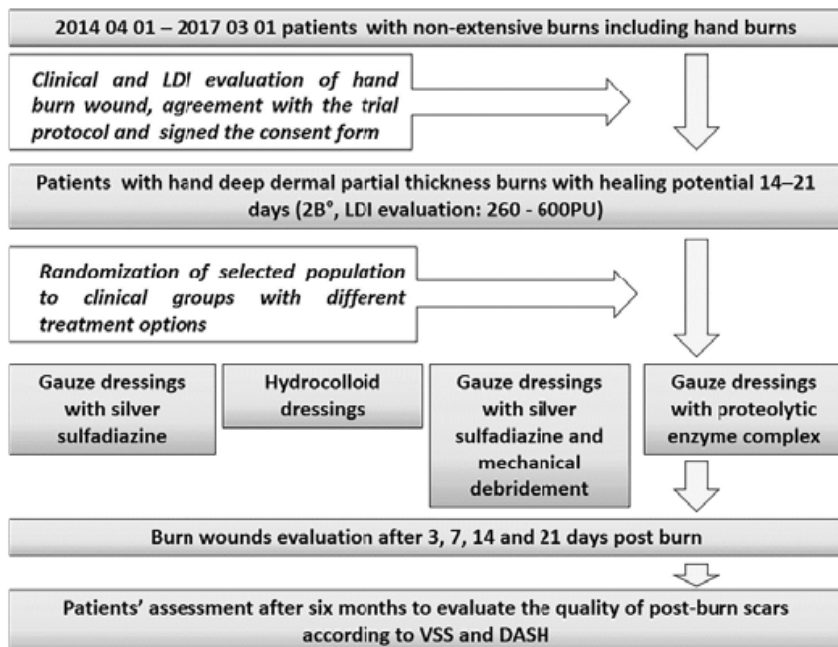 2014 04 01 – 2017 03 01 patients with non-extensive burns including hand burns
Clinical and LDI evaluation of hand
burn wound, agreement with the trial
protocol and signed the consent form
Patients with hand deep dermal partial thickness burns with healing potential 14–21
days (2B°, LDI evaluation: 260 - 600PU)
Randomization of selected population
to clinical groups with different
treatment options
Gauze dressings
with silver
sulfadiazine
Hydrocolloid
dressings
Gauze dressings
with silver
sulfadiazine and
mechanical
debridement
Gauze dressings
with proteolytic
enzyme complex
Burn wounds evaluation after 3, 7, 14 and 21 days post burn
Patients’ assessment after six months to evaluate the quality of post-burn scars
according to VSS and DASH